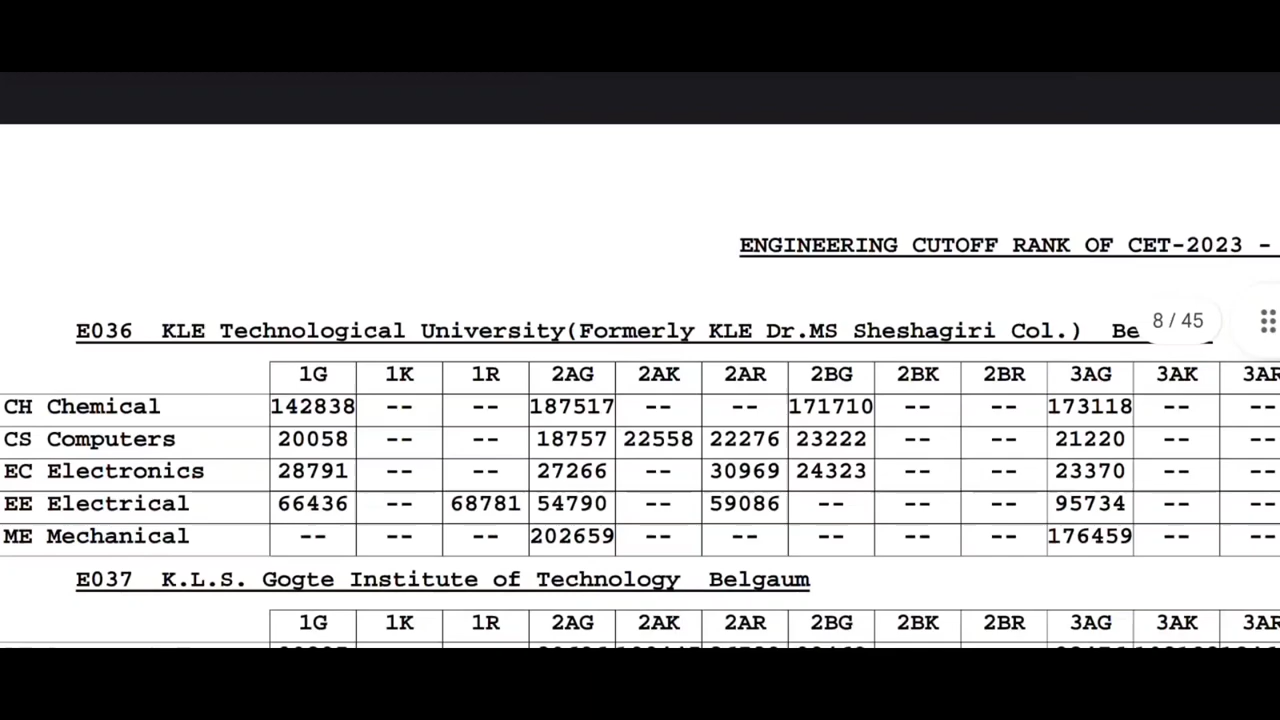 ENGINEERING CUTOFF RANK OF CET-2023 -
E036 KLE Technological University(Formerly KLE Dr.MS Sheshagiri Col.) Be
8 / 45
1G 1K 1R 2AG 2AK 2AR 2BG 2BK 2BR 3AG 3AK 3AR
CH Chemical 142838 -- -- 187517 -- -- 171710 -- -- 173118 -- --
CS Computers 20058 -- -- 18757 22558 22276 23222 -- -- 21220 -- --
EC Electronics 28791 -- -- 27266 -- 30969 24323 -- -- 23370 -- --
EE Electrical 66436 -- 68781 54790 -- 59086 -- -- -- 95734 -- --
ME Mechanical -- -- -- 202659 -- -- -- -- -- 176459 -- --
E037 K.L.S. Gogte Institute of Technology Belgaum
1G 1K 1R 2AG 2AK 2AR 2BG 2BK 2BR 3AG 3AK 3AR